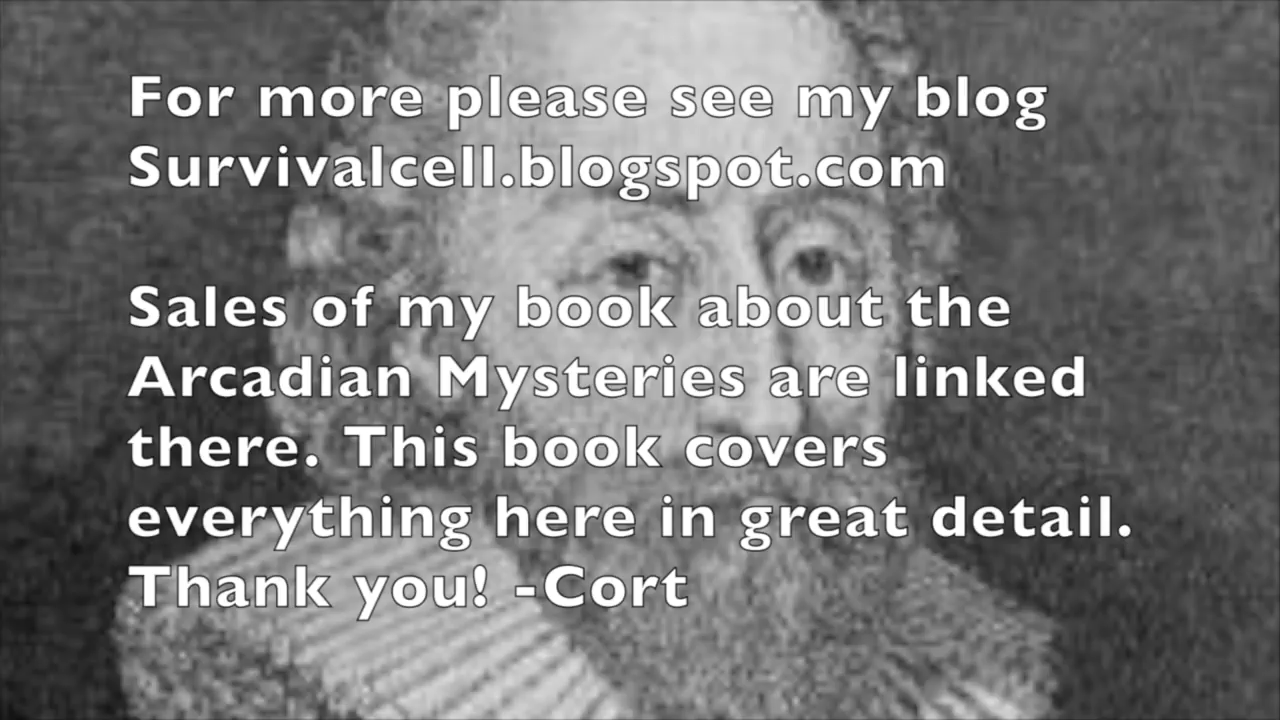 For more please see my blog
Survivalcell.blogspot.com
Sales of my book about the
Arcadian Mysteries are linked
there. This book covers
everything here in great detail.
Thank you! -Cort